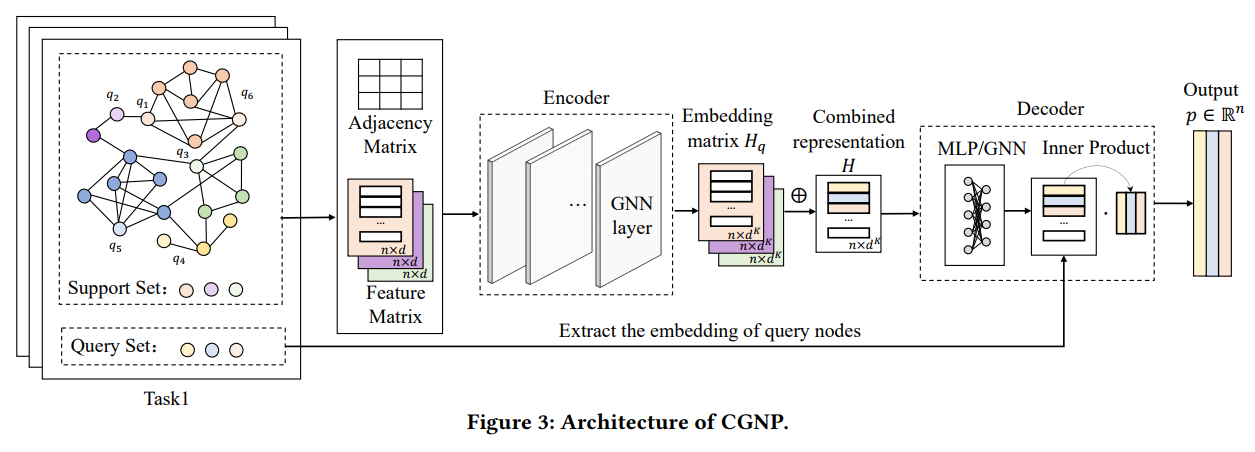 q₂
q₁
q₆
q₃
q₅
q₄
Support Set:
Query Set:
Task1
Adjacency
Matrix
...
n×d
n×d
n×d
Feature
Matrix
Encoder
...
GNN
layer
Embedding
matrix H_q
...
n×d^K
n×d^K
n×d^K
⊕
Combined
representation
H
...
n×d^K
Decoder
MLP/GNN
Inner Product
...
·
Output
p ∈ ℝⁿ
Extract the embedding of query nodes
Figure 3: Architecture of CGNP.